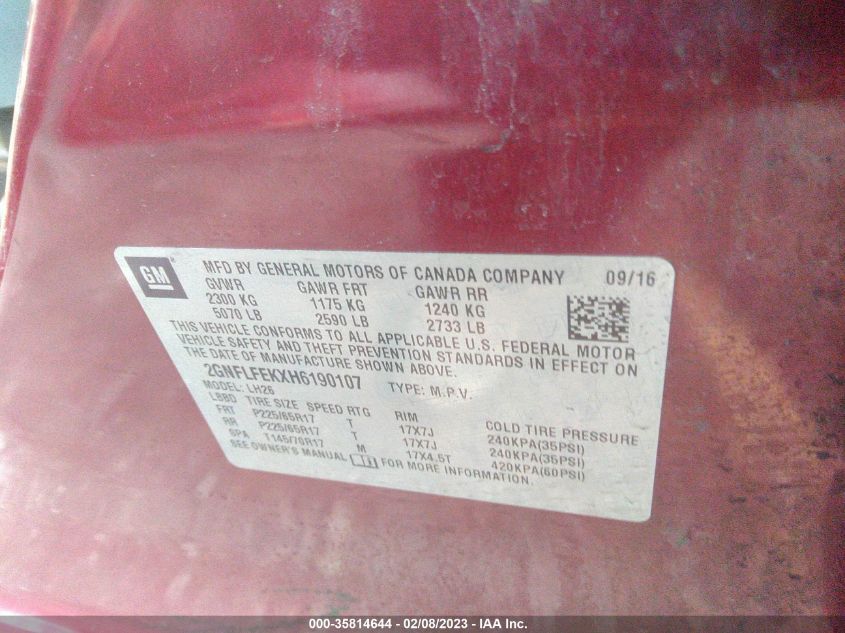 GM
MFD BY GENERAL MOTORS OF CANADA COMPANY 09/16
GVWR GAWR FRT GAWR RR
2300 KG 1175 KG 1240 KG
5070 LB 2590 LB 2733 LB
THIS VEHICLE CONFORMS TO ALL APPLICABLE U.S. FEDERAL MOTOR
VEHICLE SAFETY AND THEFT PREVENTION STANDARDS IN EFFECT ON
THE DATE OF MANUFACTURE SHOWN ABOVE.
2GNFLFEKXH6190107 TYPE: M.P.V.
MODEL: LH26
LBBD TIRE SIZE SPEED RTG RIM COLD TIRE PRESSURE
FRT P225/65R17 T 17X7J 240KPA(35PSI)
RR P225/65R17 T 17X7J 240KPA(35PSI)
SPA T145/70R17 M 17X4.5T 420KPA(60PSI)
SEE OWNER'S MANUAL FOR MORE INFORMATION.
000-35814644 - 02/08/2023 - IAA Inc.